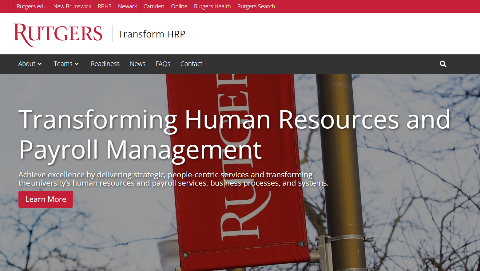 Rutgers.edu New Brunswick RBHS Newark Camden Online Rutgers Health Rutgers Search
RUTGERS Transform HRP
About Teams Readiness News FAQs Contact
RUTGERS
Transforming Human Resources and
Payroll Management
Achieve excellence by delivering strategic, people-centric services and transforming
the university's human resources and payroll services, business processes, and systems.
Learn More